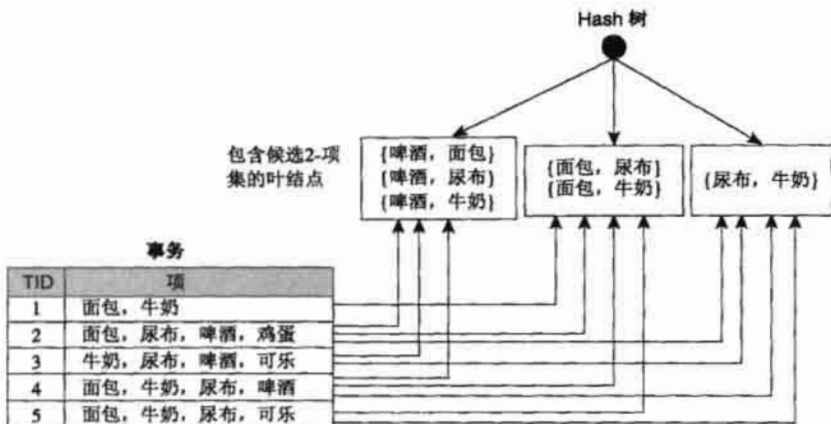 Hash 树
包含候选2-项
集的叶结点
{啤酒，面包}
{啤酒，尿布}
{啤酒，牛奶}
{面包，尿布}
{面包，牛奶}
{尿布，牛奶}
事务
TID 项
1 面包，牛奶
2 面包，尿布，啤酒，鸡蛋
3 牛奶，尿布，啤酒，可乐
4 面包，牛奶，尿布，啤酒
5 面包，牛奶，尿布，可乐